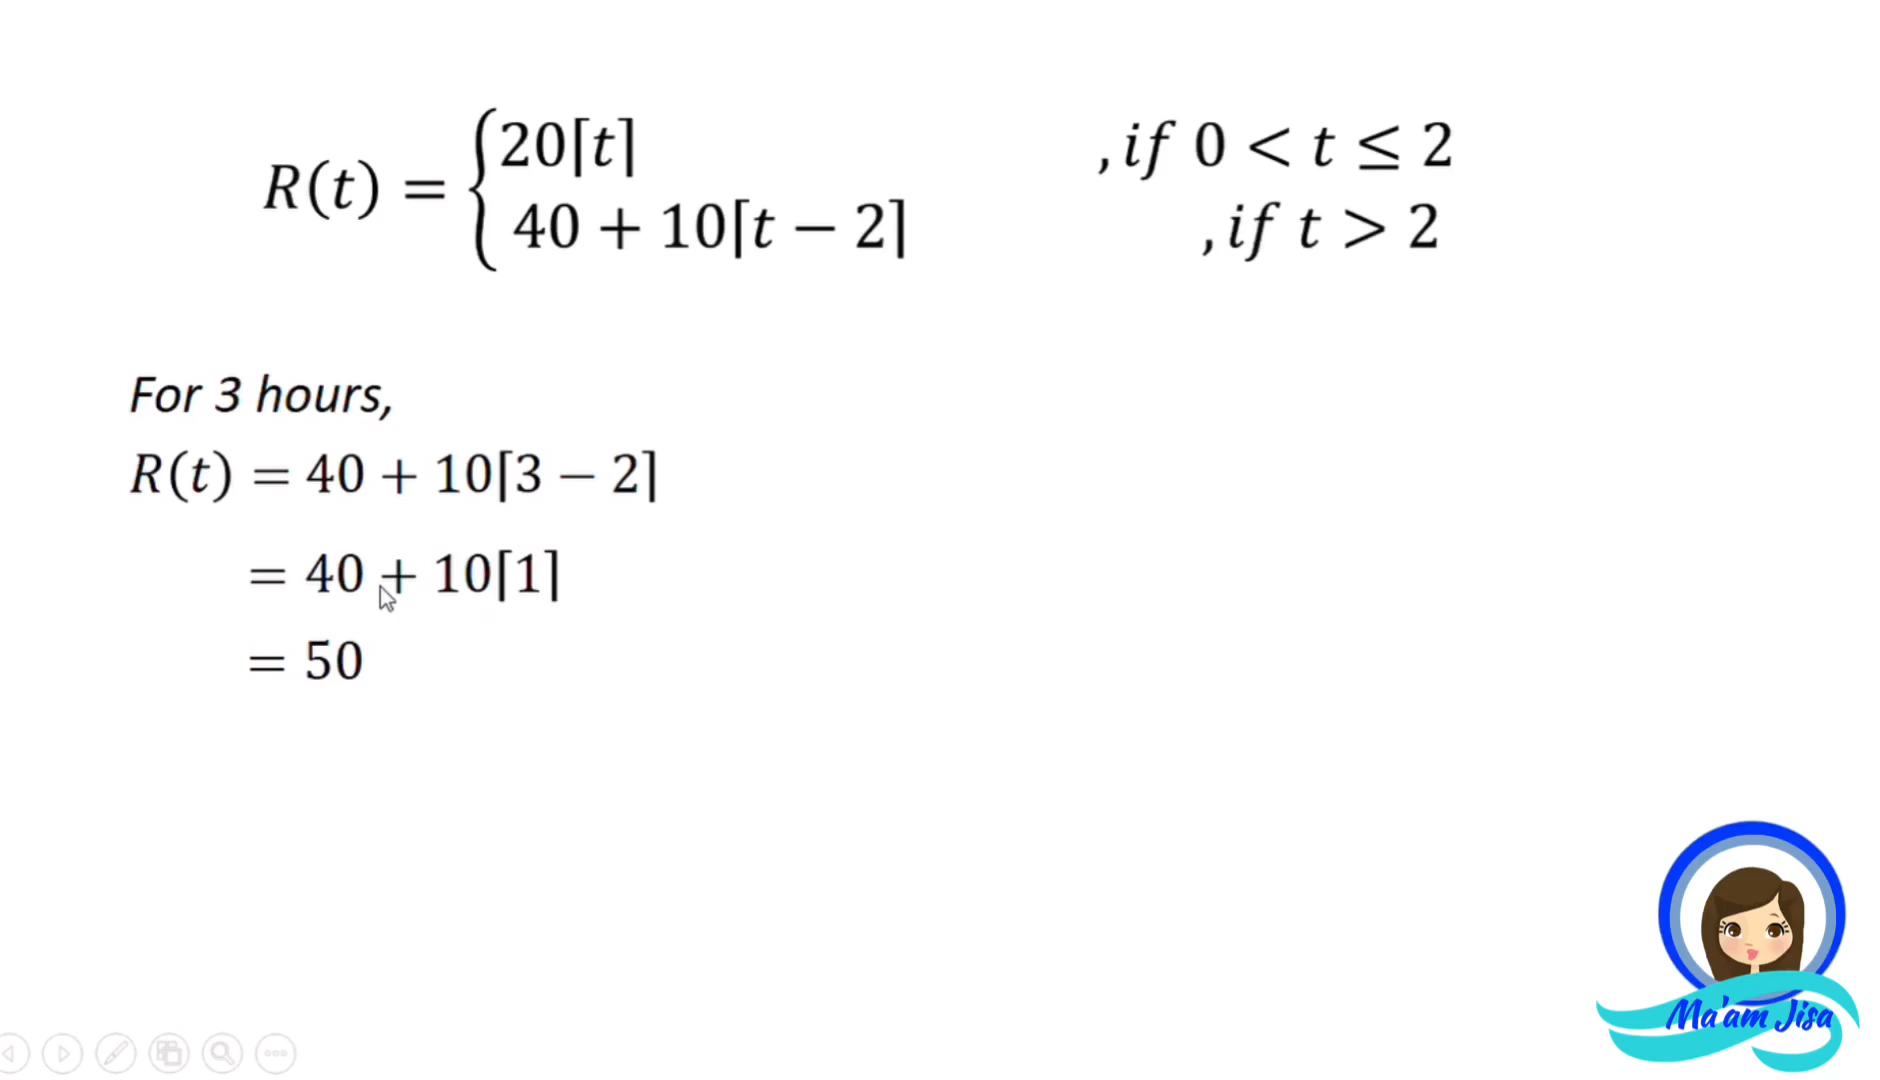 R(t) = {20⌈t⌉ , if 0 < t ≤ 2
40 + 10⌈t − 2⌉ , if t > 2
For 3 hours,
R(t) = 40 + 10⌈3 − 2⌉
= 40 + 10⌈1⌉
= 50
Ma'am Jisa